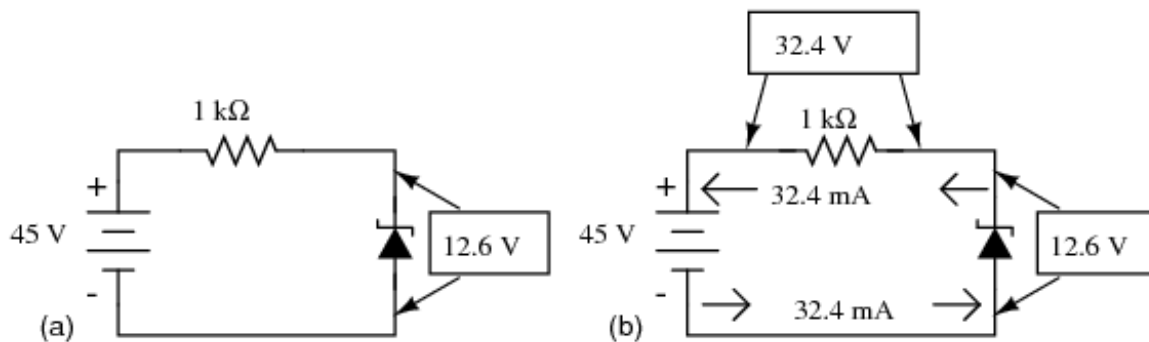 1 kΩ
+
45 V
-
12.6 V
(a)
32.4 V
1 kΩ
+
32.4 mA
45 V
12.6 V
-
32.4 mA
(b)